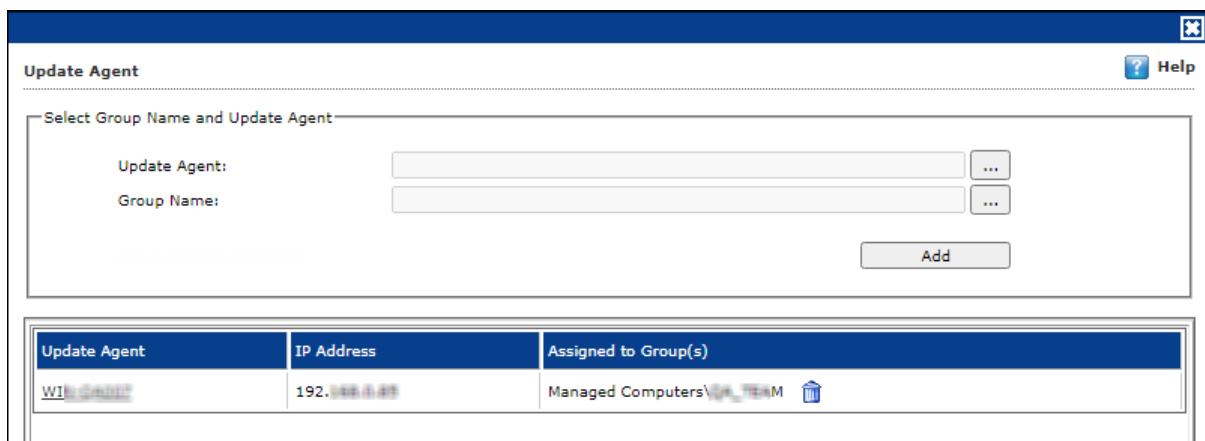 Update Agent
Help
Select Group Name and Update Agent
Update Agent:
...
Group Name:
...
Add
Update Agent IP Address Assigned to Group(s)
192. Managed Computers\